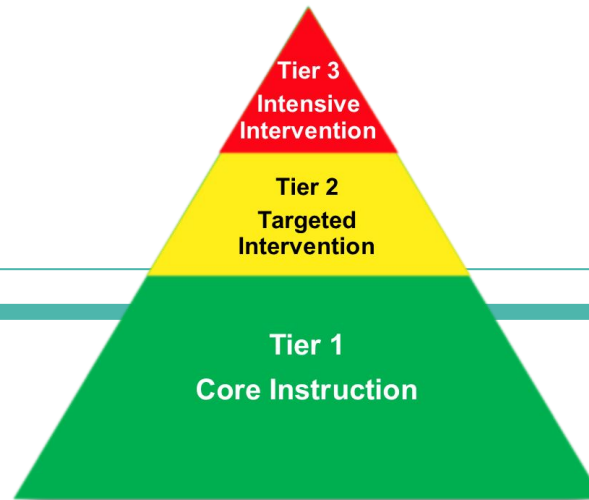 Tier 3
Intensive
Intervention
Tier 2
Targeted
Intervention
Tier 1
Core Instruction